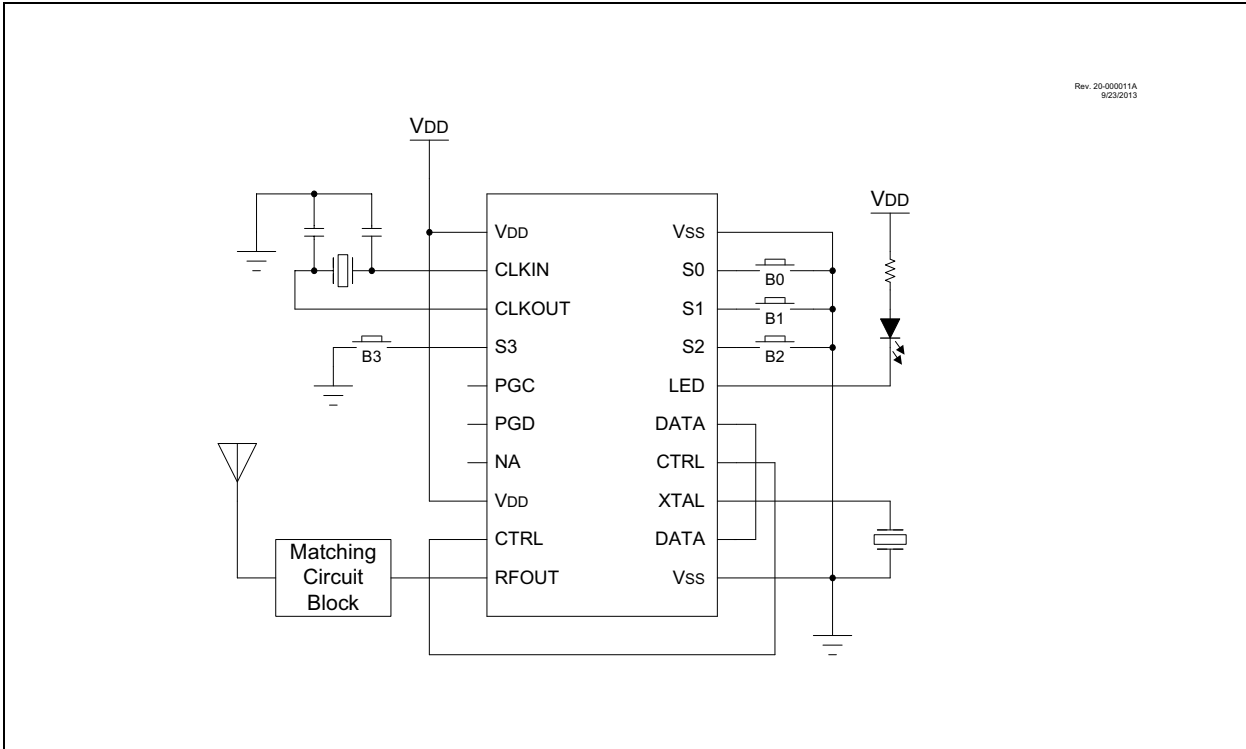 Rev. 20-000011A
9/23/2013
VDD
VDD
VDD
CLKIN
CLKOUT
S3
PGC
PGD
NA
VDD
CTRL
RFOUT
VSS
S0
S1
S2
LED
DATA
CTRL
XTAL
DATA
VSS
B0
B1
B2
B3
Matching
Circuit
Block